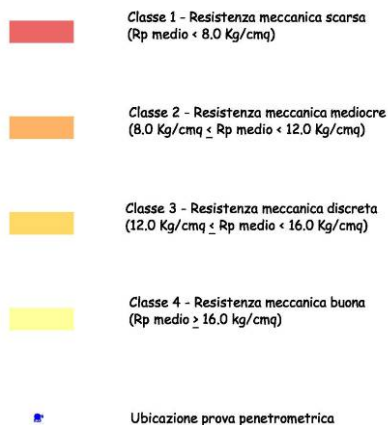 Classe 1 - Resistenza meccanica scarsa
(Rp medio < 8.0 Kg/cmq)
Classe 2 - Resistenza meccanica mediocre
(8.0 Kg/cmq ≤ Rp medio < 12.0 Kg/cmq)
Classe 3 - Resistenza meccanica discreta
(12.0 Kg/cmq ≤ Rp medio < 16.0 Kg/cmq)
Classe 4 - Resistenza meccanica buona
(Rp medio ≥ 16.0 kg/cmq)
Ubicazione prova penetrometrica